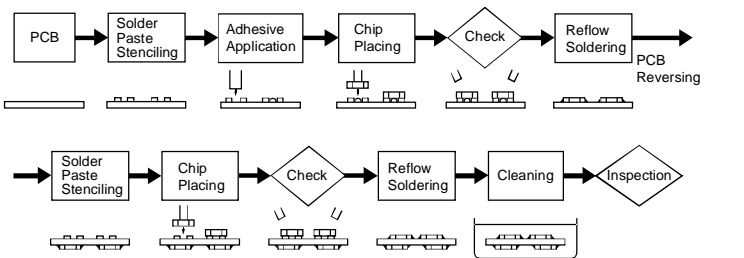 PCB
Solder
Paste
Stenciling
Adhesive
Application
Chip
Placing
Check
Reflow
Soldering
PCB
Reversing
Solder
Paste
Stenciling
Chip
Placing
Check
Reflow
Soldering
Cleaning
Inspection